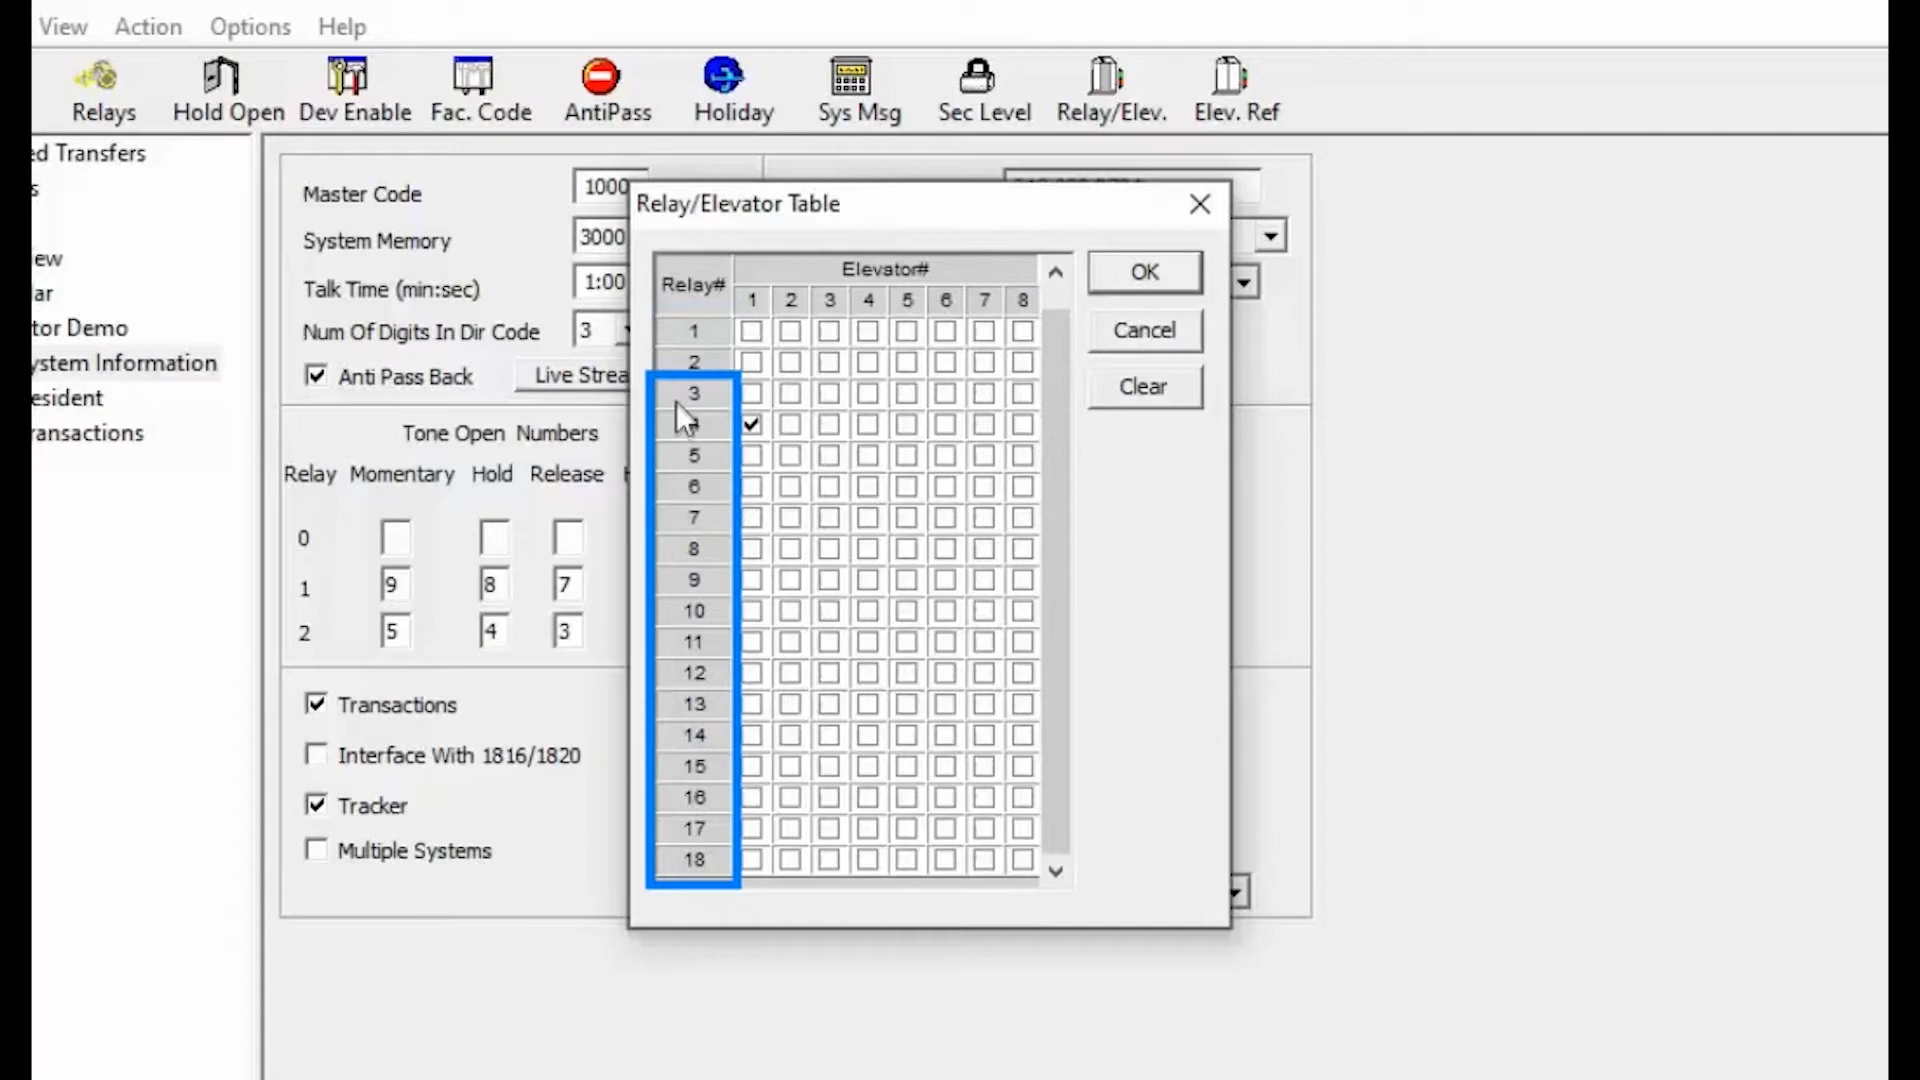 View Action Options Help
Relays Hold Open Dev Enable Fac. Code AntiPass Holiday Sys Msg Sec Level Relay/Elev. Elev. Ref
ed Transfers
s
ew
ar
tor Demo
ystem Information
esident
ransactions
Master Code 1000
System Memory 3000
Talk Time (min:sec) 1:00
Num Of Digits In Dir Code 3
Anti Pass Back Live Strea
Tone Open Numbers
Relay Momentary Hold Release
0
1 9 8 7
2 5 4 3
Transactions
Interface With 1816/1820
Tracker
Multiple Systems
Relay/Elevator Table
Relay# Elevator#
1 2 3 4 5 6 7 8
1
2
3
5
6
7
8
9
10
11
12
13
14
15
16
17
18
OK
Cancel
Clear